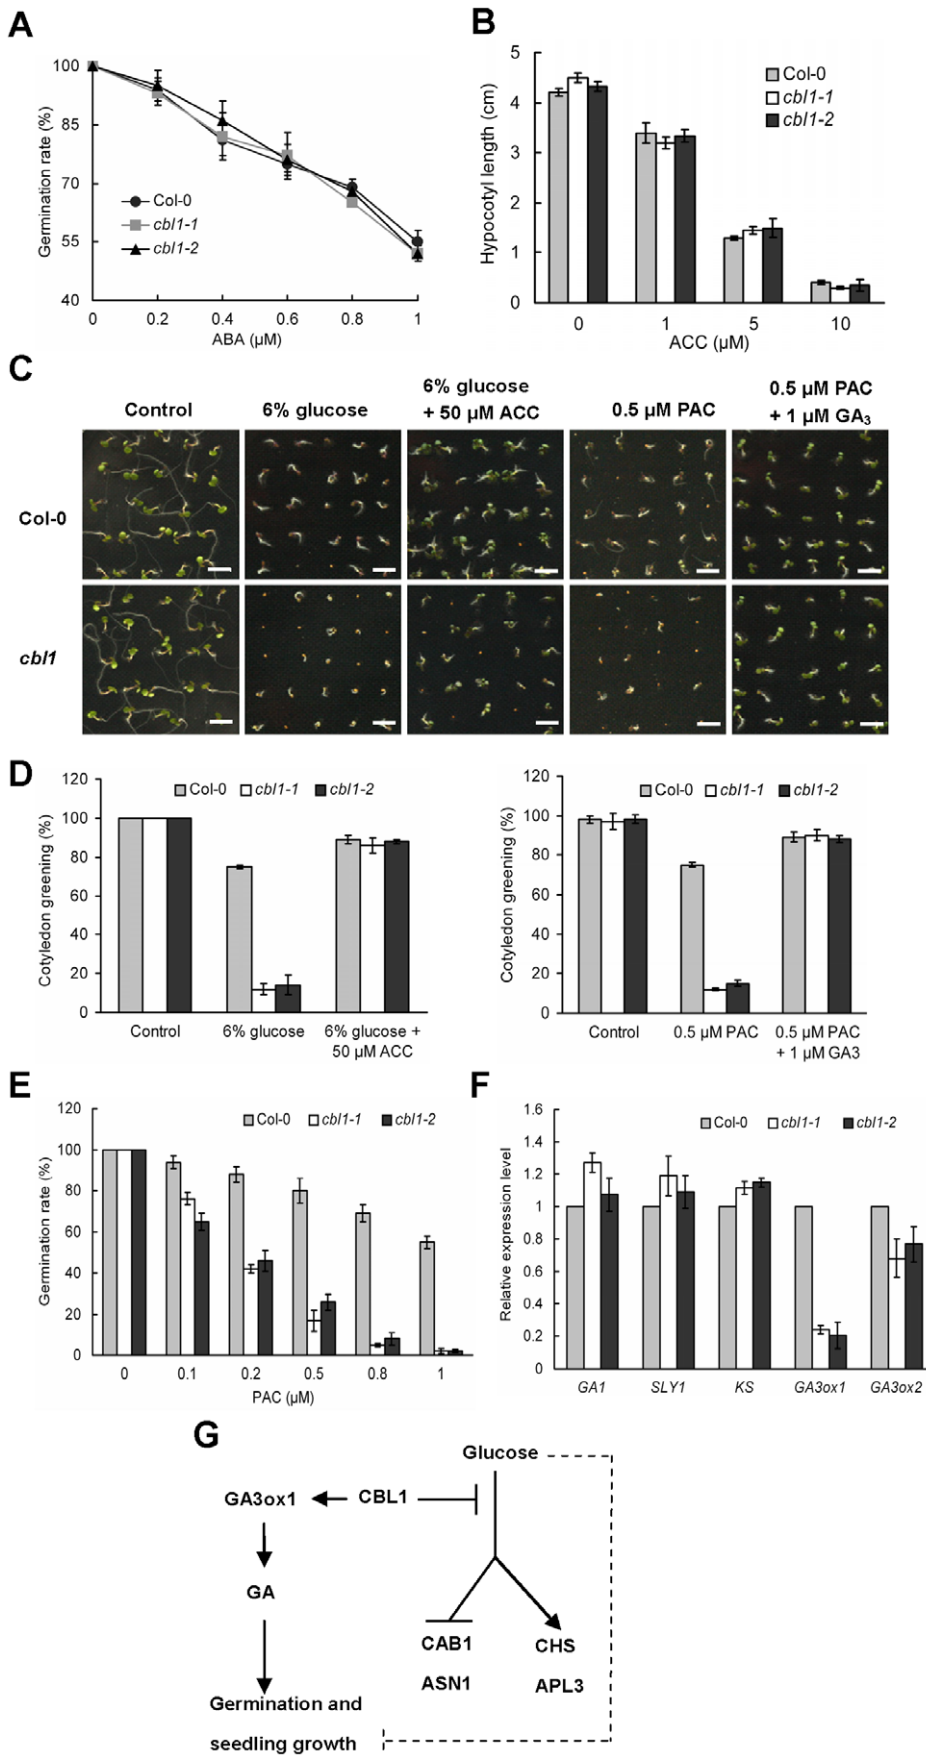 A
Germination rate (%)
100
85
70
55
40
Col-0
cbl1-1
cbl1-2
0 0.2 0.4 0.6 0.8 1
ABA (µM)
B
Hypocotyl length (cm)
5
4
3
2
1
0
Col-0
cbl1-1
cbl1-2
0 1 5 10
ACC (µM)
C
Control
6% glucose
6% glucose
+ 50 µM ACC
0.5 µM PAC
0.5 µM PAC
+ 1 µM GA3
Col-0
cbl1
D
Cotyledon greening (%)
120
100
80
60
40
20
0
Col-0 cbl1-1 cbl1-2
Control 6% glucose 6% glucose +
50 µM ACC
Cotyledon greening (%)
120
100
80
60
40
20
0
Col-0 cbl1-1 cbl1-2
Control 0.5 µM PAC 0.5 µM PAC
+ 1 µM GA3
E
Germination rate (%)
120
100
80
60
40
20
0
Col-0 cbl1-1 cbl1-2
0 0.1 0.2 0.5 0.8 1
PAC (µM)
F
Relative expression level
1.6
1.4
1.2
1
0.8
0.6
0.4
0.2
0
Col-0 cbl1-1 cbl1-2
GA1 SLY1 KS GA3ox1 GA3ox2
G
Glucose
GA3ox1 CBL1
GA
CAB1 CHS
ASN1 APL3
Germination and
seedling growth